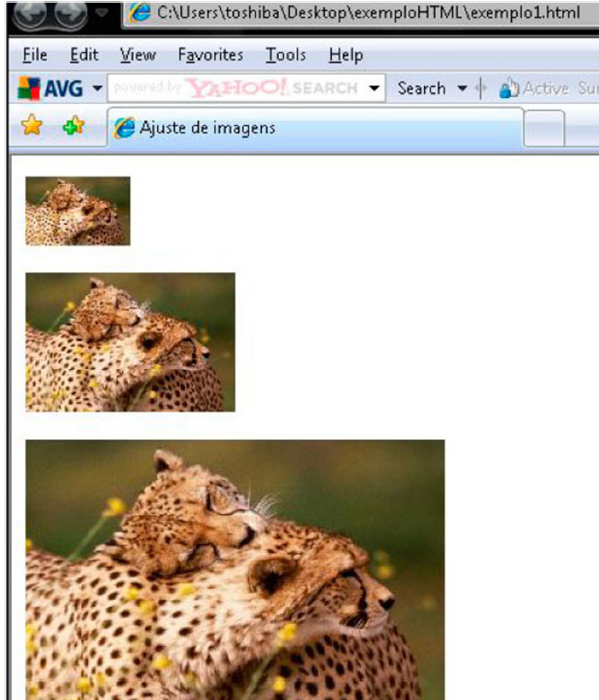 C:\Users\toshiba\Desktop\exemploHTML\exemplo1.html
File Edit View Favorites Tools Help
AVG powered by YAHOO! SEARCH Search Active Sur
Ajuste de imagens